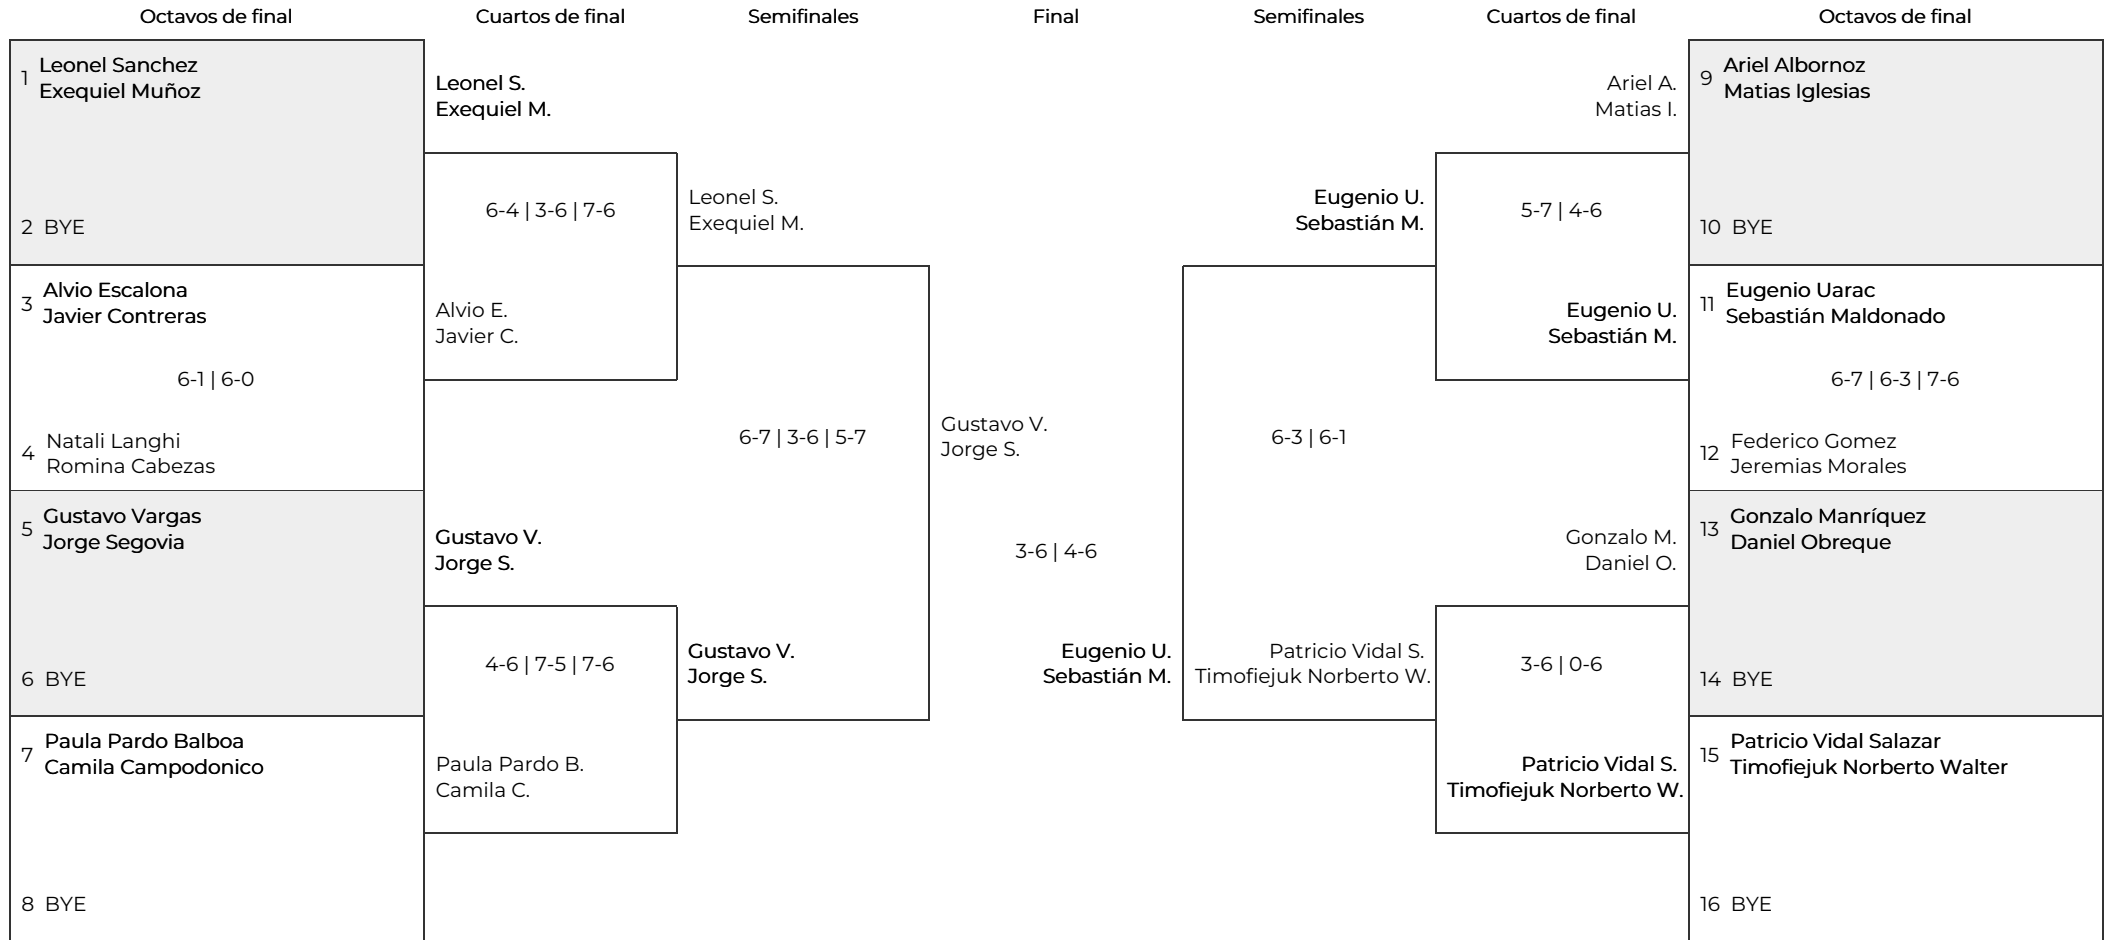 Octavos de final
Cuartos de final
Semifinales
Final
Semifinales
Cuartos de final
Octavos de final
1
Leonel Sanchez
Exequiel Muñoz
2 BYE
3
Alvio Escalona
Javier Contreras
6-1 | 6-0
4
Natali Langhi
Romina Cabezas
5
Gustavo Vargas
Jorge Segovia
6 BYE
7
Paula Pardo Balboa
Camila Campodonico
8 BYE
Leonel S.
Exequiel M.
6-4 | 3-6 | 7-6
Alvio E.
Javier C.
Gustavo V.
Jorge S.
4-6 | 7-5 | 7-6
Paula Pardo B.
Camila C.
Leonel S.
Exequiel M.
6-7 | 3-6 | 5-7
Gustavo V.
Jorge S.
Gustavo V.
Jorge S.
3-6 | 4-6
Eugenio U.
Sebastián M.
Eugenio U.
Sebastián M.
6-3 | 6-1
Patricio Vidal S.
Timofiejuk Norberto W.
Ariel A.
Matias I.
5-7 | 4-6
Eugenio U.
Sebastián M.
Gonzalo M.
Daniel O.
3-6 | 0-6
Patricio Vidal S.
Timofiejuk Norberto W.
9
Ariel Albornoz
Matias Iglesias
10 BYE
11
Eugenio Uarac
Sebastián Maldonado
6-7 | 6-3 | 7-6
12
Federico Gomez
Jeremias Morales
13
Gonzalo Manríquez
Daniel Obreque
14 BYE
15
Patricio Vidal Salazar
Timofiejuk Norberto Walter
16 BYE